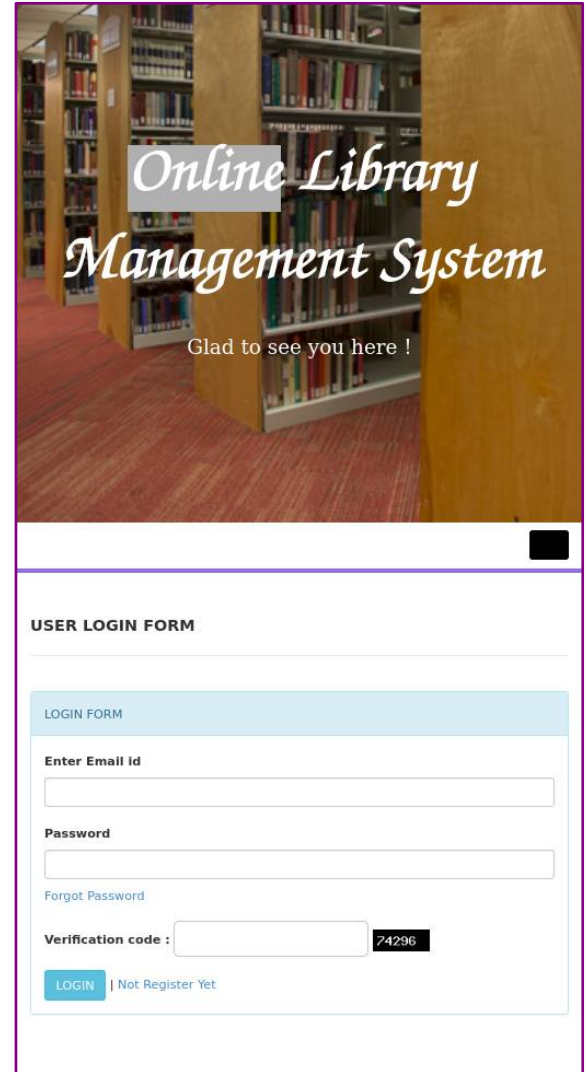 Online Library
Management System
Glad to see you here !
USER LOGIN FORM
LOGIN FORM
Enter Email id
Password
Forgot Password
Verification code : 74296
LOGIN | Not Register Yet